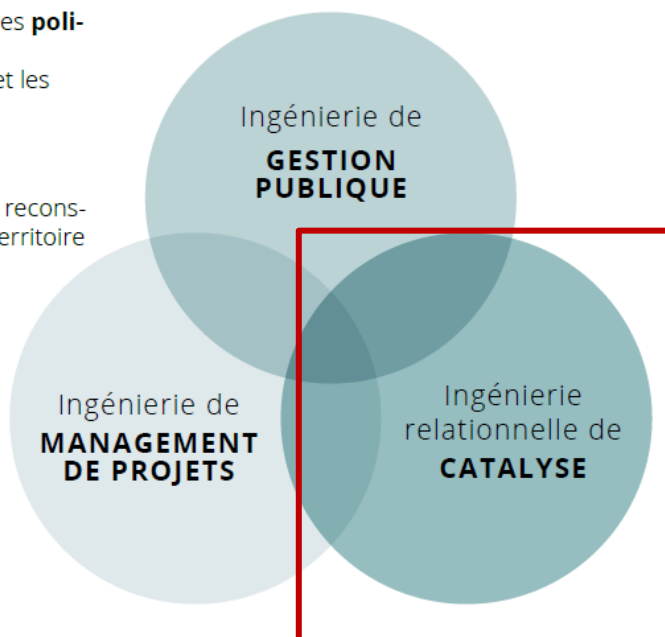 es poli-
et les
recons-
erritoire
Ingénierie de
GESTION
PUBLIQUE
Ingénierie de
MANAGEMENT
DE PROJETS
Ingénierie
relationnelle de
CATALYSE